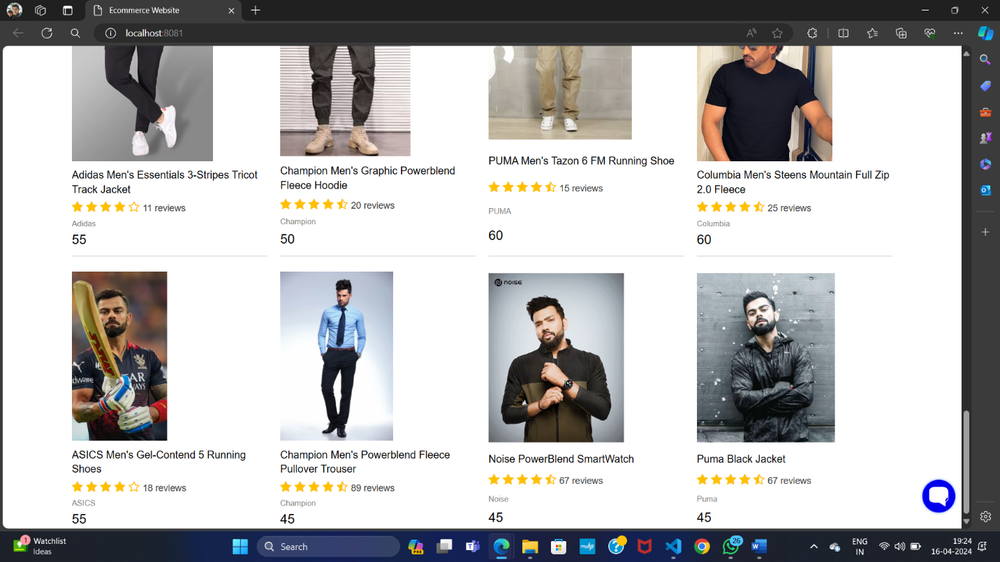 Ecommerce Website
localhost:8081
Adidas Men's Essentials 3-Stripes Tricot
Track Jacket
11 reviews
Adidas
55
Champion Men's Graphic Powerblend
Fleece Hoodie
20 reviews
Champion
50
PUMA Men's Tazon 6 FM Running Shoe
15 reviews
PUMA
60
Columbia Men's Steens Mountain Full Zip
2.0 Fleece
25 reviews
Columbia
60
ASICS Men's Gel-Contend 5 Running
Shoes
18 reviews
ASICS
55
Champion Men's Powerblend Fleece
Pullover Trouser
89 reviews
Champion
45
noise
Noise PowerBlend SmartWatch
67 reviews
Noise
45
Puma Black Jacket
67 reviews
Puma
45
1
Watchlist
Ideas
Search
PRE
myhp
26
ENG
IN
19:24
16-04-2024